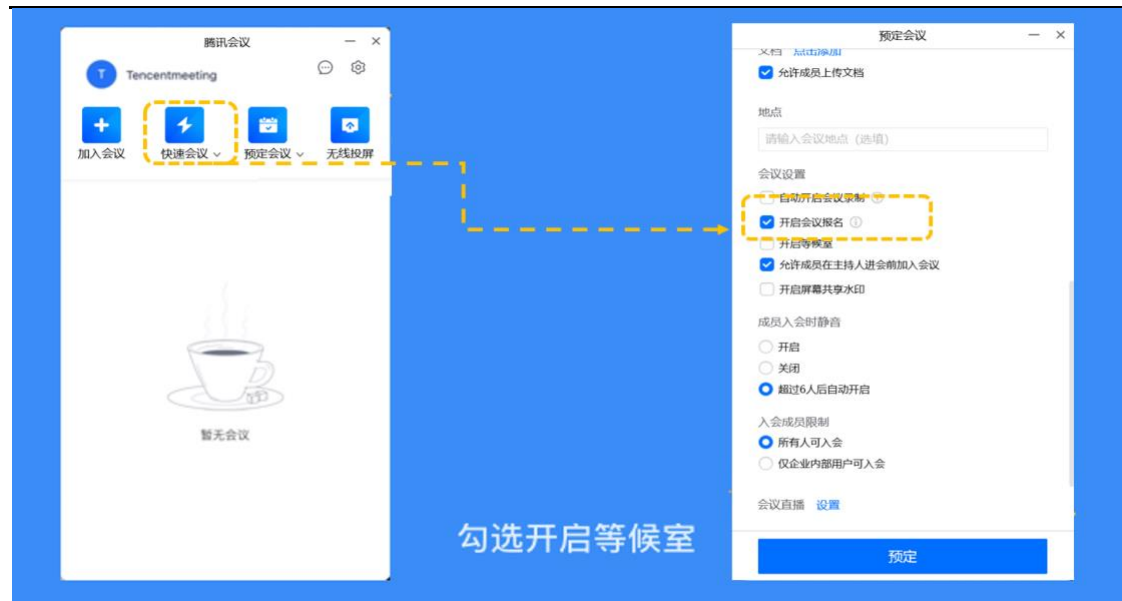 腾讯会议
T
Tencentmeeting
加入会议
快速会议
预定会议
无线投屏
暂无会议
勾选开启等候室
预定会议
文档 点击添加
允许成员上传文档
地点
请输入会议地点（选填）
会议设置
自动开启会议录制
开启会议报名
开启等候室
允许成员在主持人进会前加入会议
开启屏幕共享水印
成员入会时静音
开启
关闭
超过6人后自动开启
入会成员限制
所有人可入会
仅企业内部用户可入会
会议直播 设置
预定